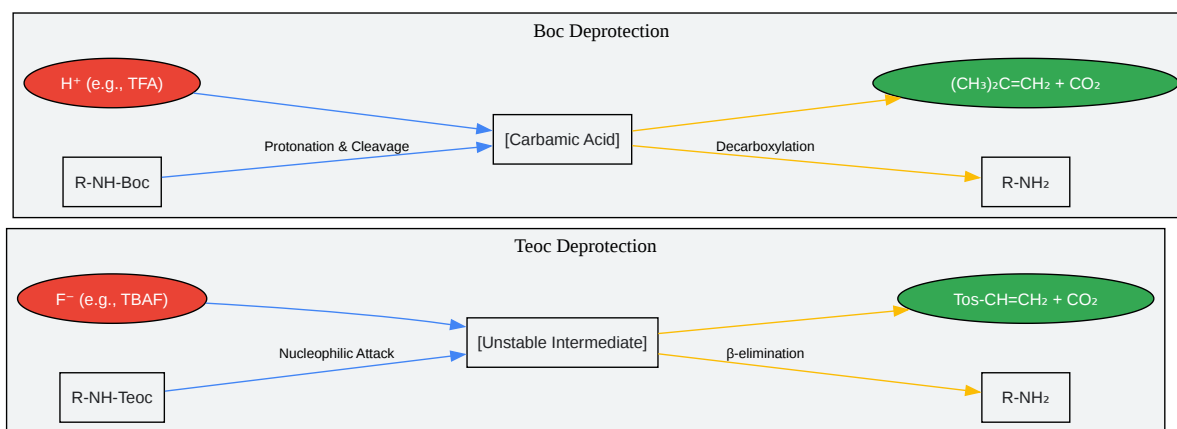 Boc Deprotection
H⁺ (e.g., TFA)
(CH₃)₂C=CH₂ + CO₂
Protonation & Cleavage
[Carbamic Acid]
Decarboxylation
R-NH-Boc
R-NH₂
Teoc Deprotection
F⁻ (e.g., TBAF)
Tos-CH=CH₂ + CO₂
Nucleophilic Attack
[Unstable Intermediate]
β-elimination
R-NH-Teoc
R-NH₂